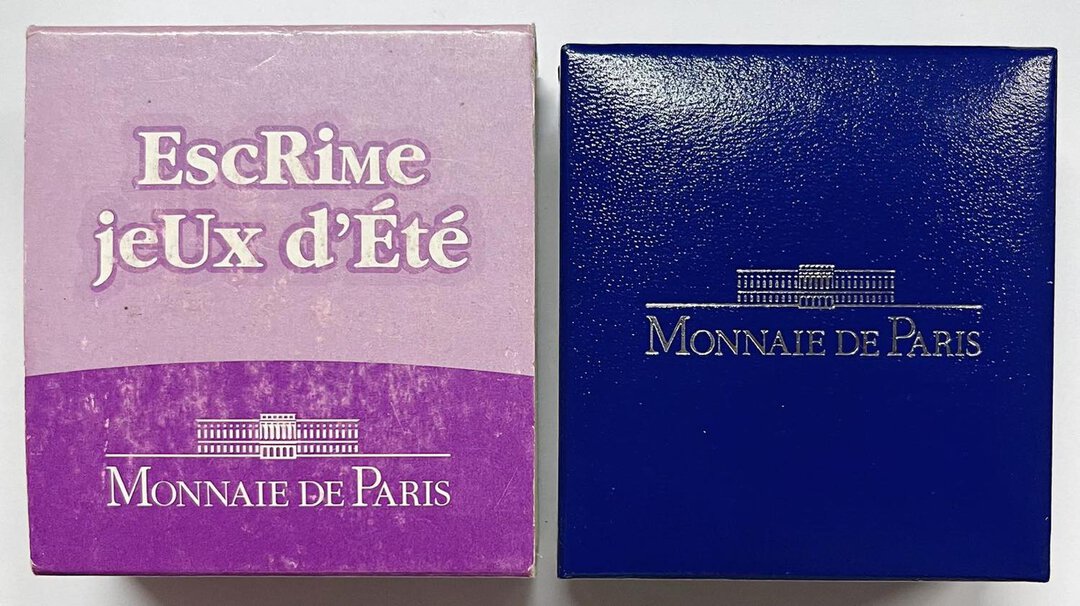 EscRiMe
jeUx d'Été
MONNAIE DE PARIS
MONNAIE DE PARIS